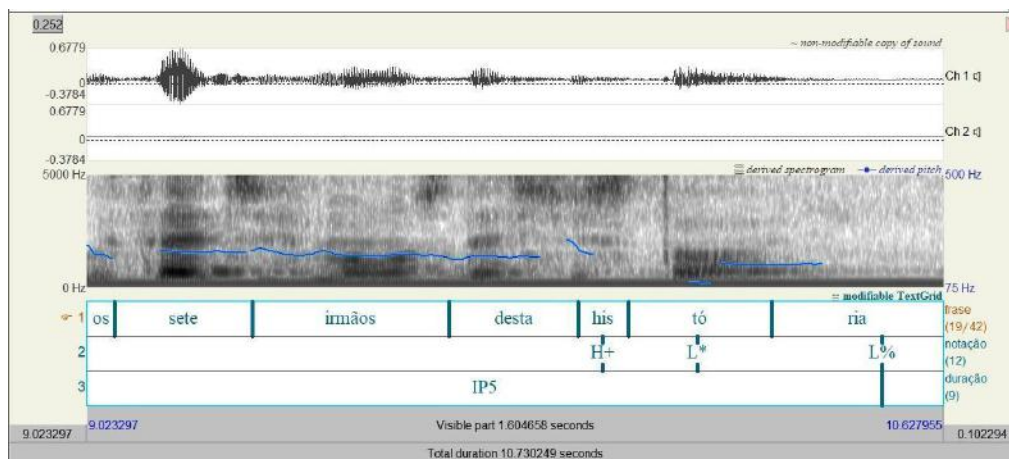 0.252
0.6779
~ non-modifiable copy of sound
0
-0.3784
Ch 1
0.6779
0
-0.3784
Ch 2
5000 Hz
derived spectrogram
derived pitch
500 Hz
0 Hz
75 Hz
modifiable TextGrid
1
os
sete
irmãos
desta
his
tó
ria
frase
(19/42)
2
H+
L*
L%
notação
(12)
3
IP5
duração
(9)
9.023297
9.023297
Visible part 1.604658 seconds
10.627955
0.102294
Total duration 10.730249 seconds